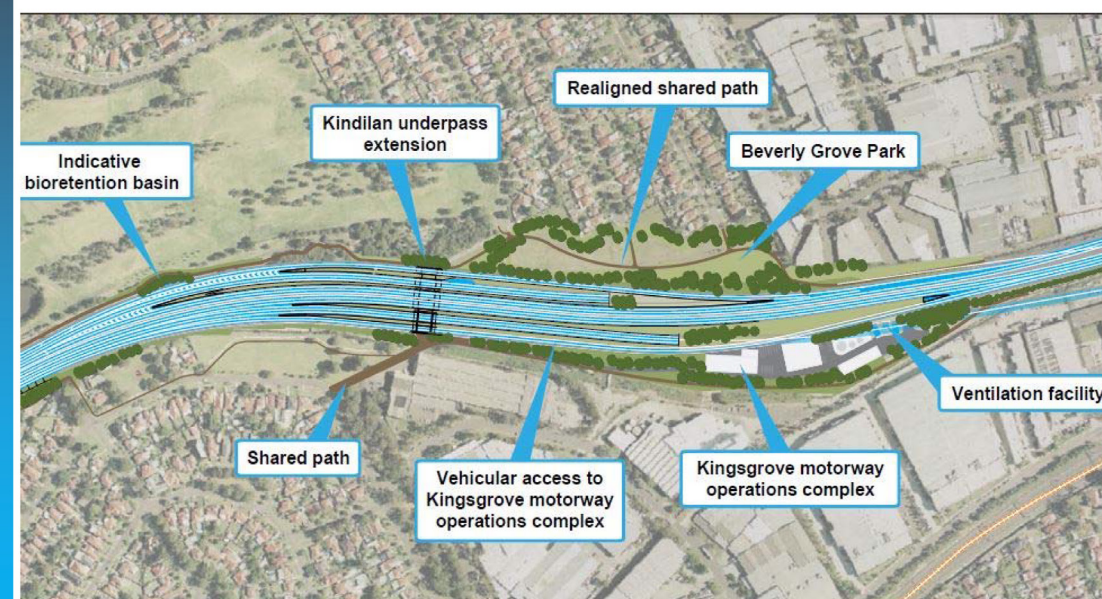 Realigned shared path
Kindilan underpass
extension
Beverly Grove Park
Indicative
bioretention basin
Ventilation facility
Shared path
Vehicular access to
Kingsgrove motorway
operations complex
Kingsgrove motorway
operations complex